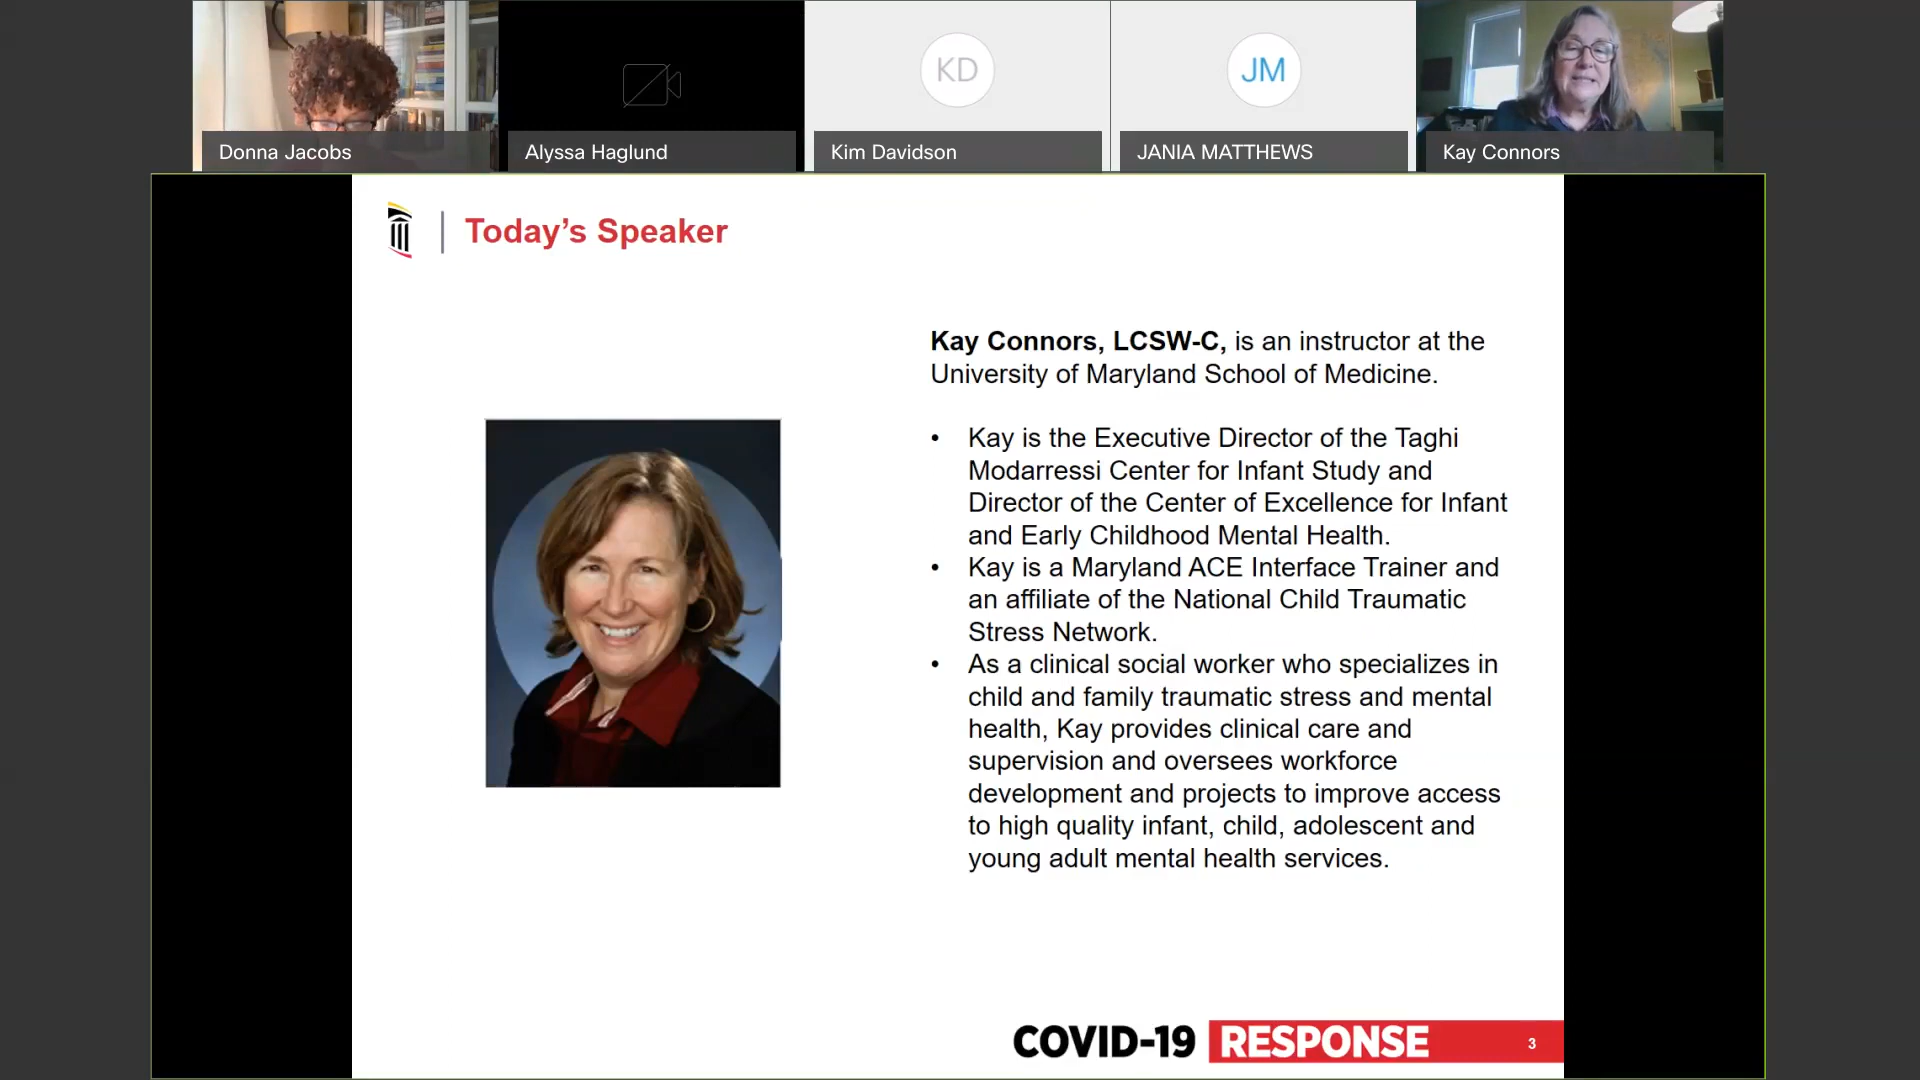 KD
JM
Donna Jacobs
Alyssa Haglund
Kim Davidson
JANIA MATTHEWS
Kay Connors
Today’s Speaker
Kay Connors, LCSW-C, is an instructor at the
University of Maryland School of Medicine.
• Kay is the Executive Director of the Taghi
Modarressi Center for Infant Study and
Director of the Center of Excellence for Infant
and Early Childhood Mental Health.
• Kay is a Maryland ACE Interface Trainer and
an affiliate of the National Child Traumatic
Stress Network.
• As a clinical social worker who specializes in
child and family traumatic stress and mental
health, Kay provides clinical care and
supervision and oversees workforce
development and projects to improve access
to high quality infant, child, adolescent and
young adult mental health services.
COVID-19 RESPONSE
3